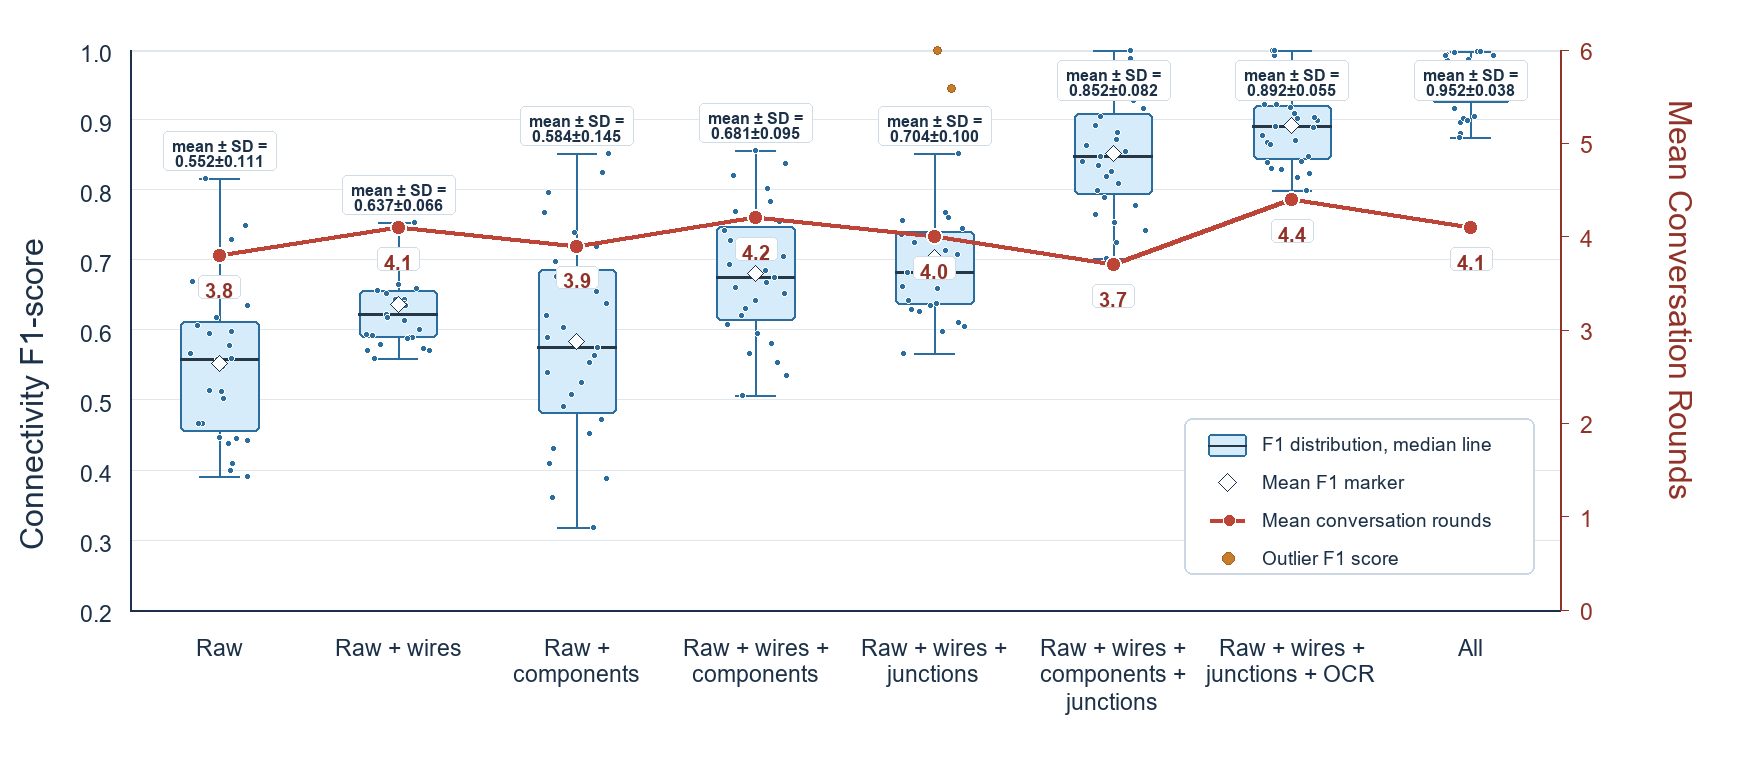 Connectivity F1-score
1.0
0.9
0.8
0.7
0.6
0.5
0.4
0.3
0.2
mean ± SD =
0.552±0.111
mean ± SD =
0.637±0.066
mean ± SD =
0.584±0.145
mean ± SD =
0.681±0.095
mean ± SD =
0.704±0.100
mean ± SD =
0.852±0.082
mean ± SD =
0.892±0.055
mean ± SD =
0.952±0.038
3.8
4.1
3.9
4.2
4.0
3.7
4.4
4.1
6
5
4
3
2
1
0
Mean Conversation Rounds
F1 distribution, median line
Mean F1 marker
Mean conversation rounds
Outlier F1 score
Raw
Raw + wires
Raw +
components
Raw + wires +
components
Raw + wires +
junctions
Raw + wires +
components +
junctions
Raw + wires +
junctions + OCR
All